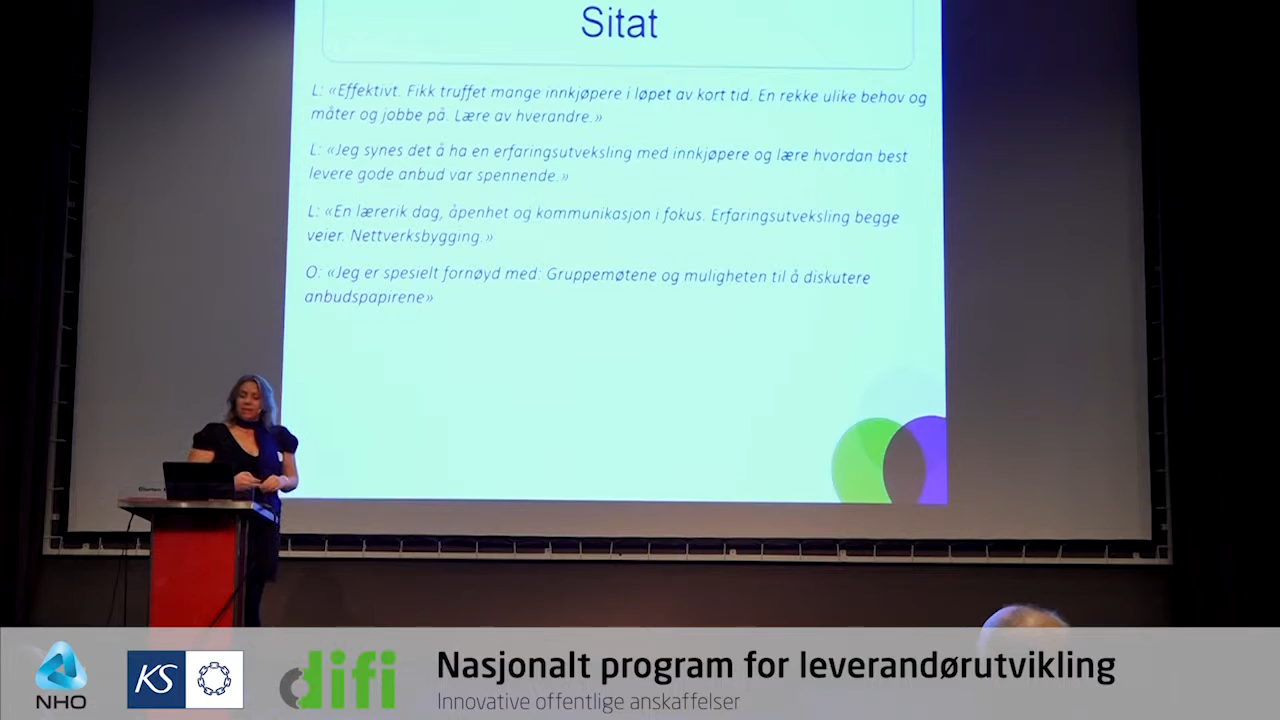 Sitat
L: «Effektivt. Fikk truffet mange innkjøpere i løpet av kort tid. En rekke ulike behov og
måter og jobbe på. Lære av hverandre.»
L: «Jeg synes det å ha en erfaringsutveksling med innkjøpere og lære hvordan best
levere gode anbud var spennende.»
L: «En lærerik dag, åpenhet og kommunikasjon i fokus. Erfaringsutveksling begge
veier. Nettverksbygging.»
O: «Jeg er spesielt fornøyd med: Gruppemøtene og muligheten til å diskutere
anbudspapirene»
NHO
KS
difi
Nasjonalt program for leverandørutvikling
Innovative offentlige anskaffelser